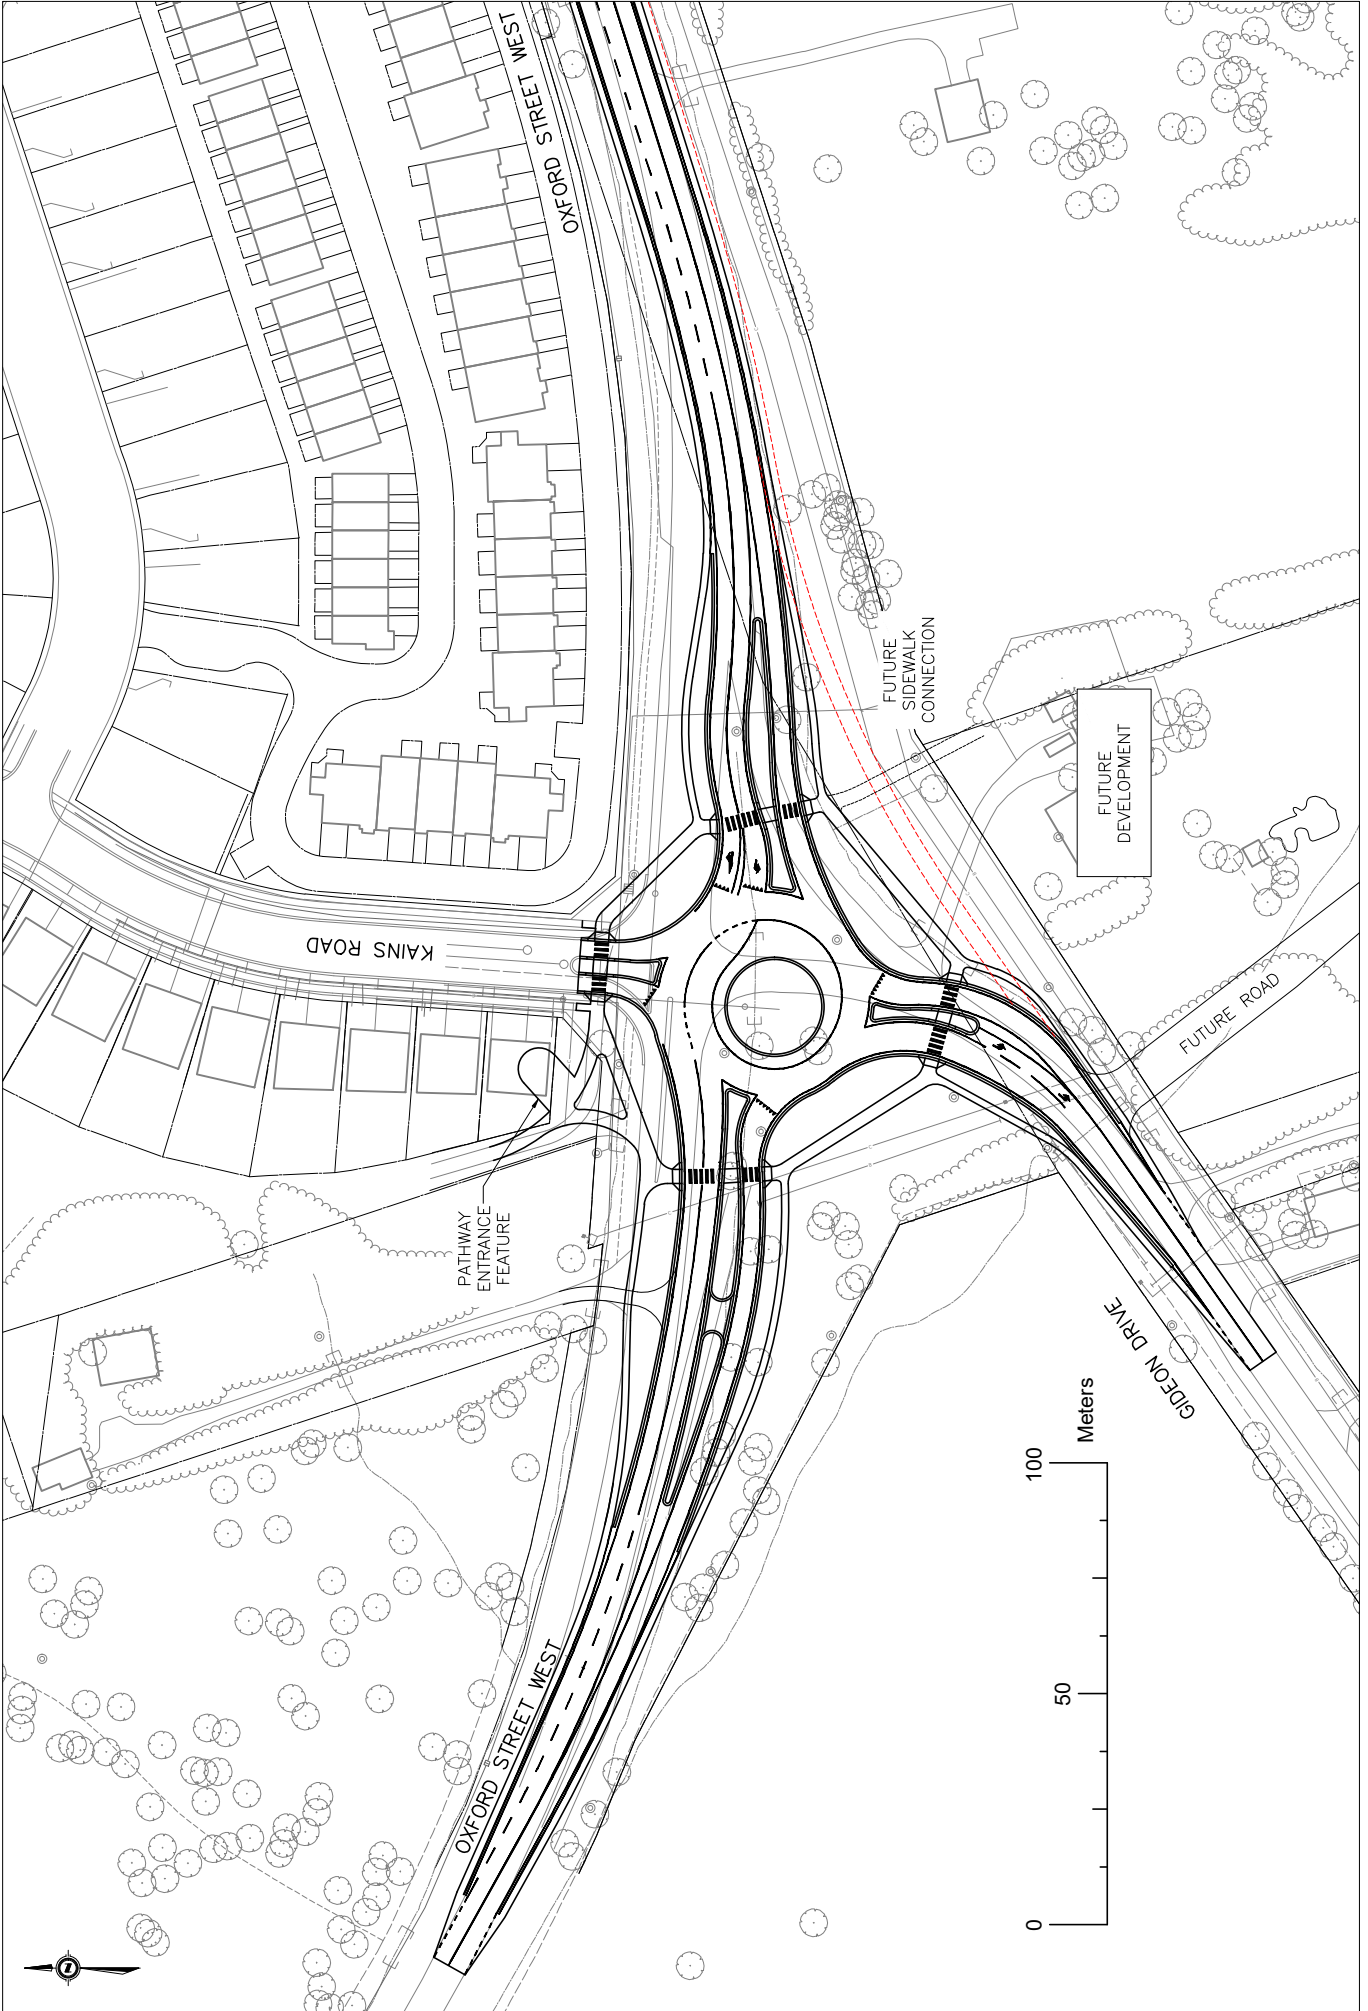 OXFORD STREET WEST
KAINS ROAD
PATHWAY
ENTRANCE
FEATURE
FUTURE
SIDEWALK
CONNECTION
FUTURE
DEVELOPMENT
FUTURE ROAD
GIDEON DRIVE
OXFORD STREET WEST
0
50
100
Meters